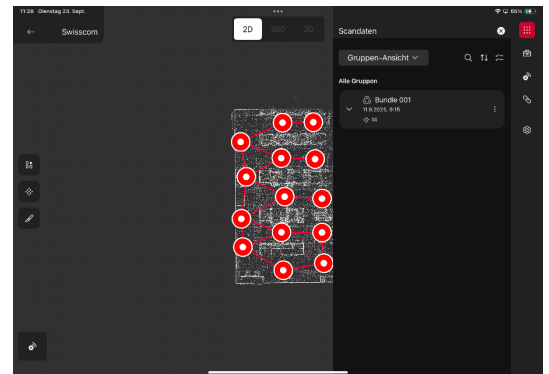 11:28 Dienstag 23. Sept.
65%
Swisscom
2D
360
3D
Scandaten
Gruppen-Ansicht
Alle Gruppen
Bundle 001
11.9.2025, 9:15
14